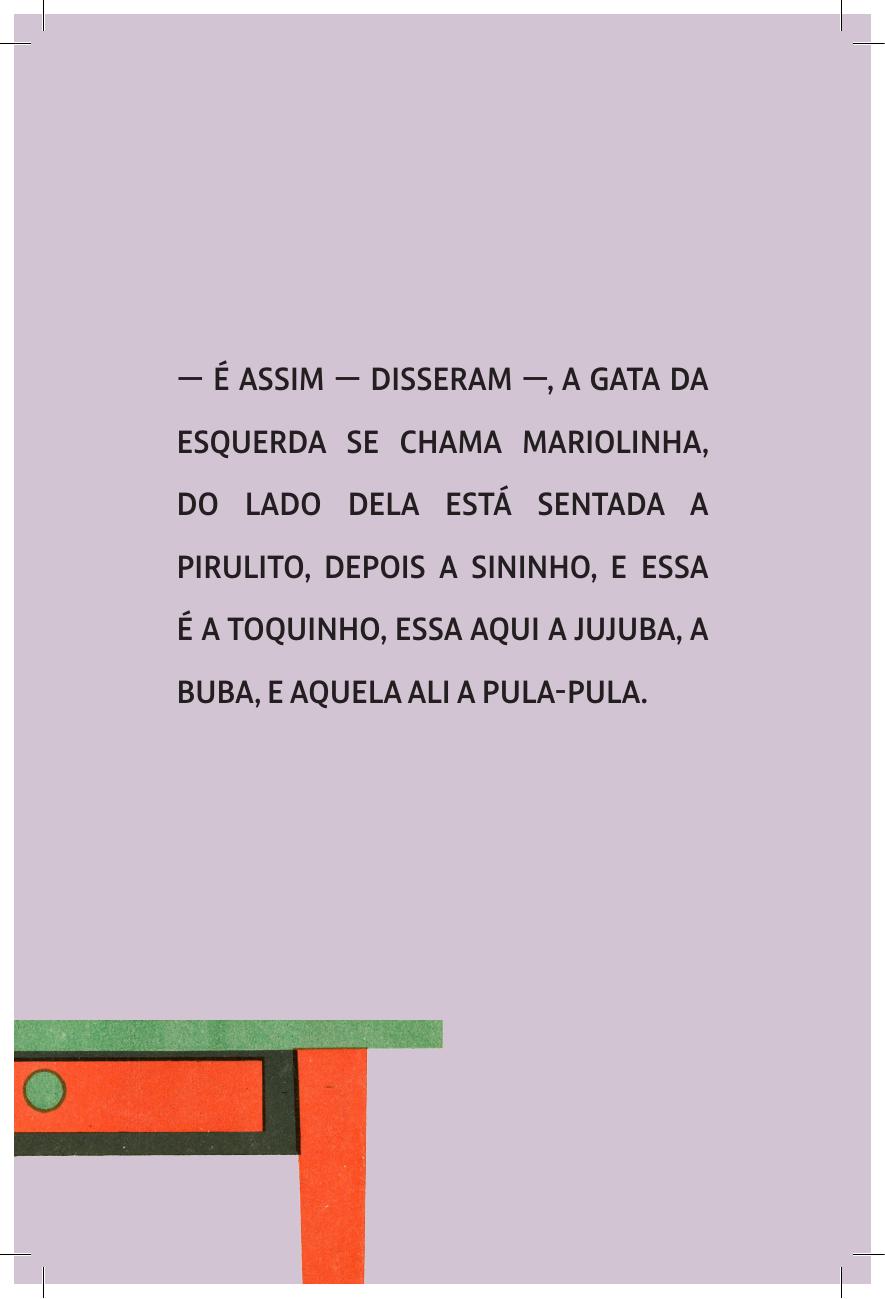 — É ASSIM — DISSERAM —, A GATA DA
ESQUERDA SE CHAMA MARIOLINHA,
DO LADO DELA ESTÁ SENTADA A
PIRULITO, DEPOIS A SININHO, E ESSA
É A TOQUINHO, ESSA AQUI A JUJUBA, A
BUBA, E AQUELA ALI A PULA-PULA.